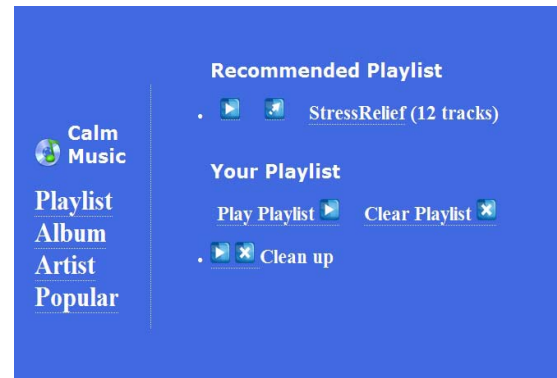 Calm
Music
Playlist
Album
Artist
Popular
Recommended Playlist
StressRelief (12 tracks)
Your Playlist
Play Playlist Clear Playlist
Clean up